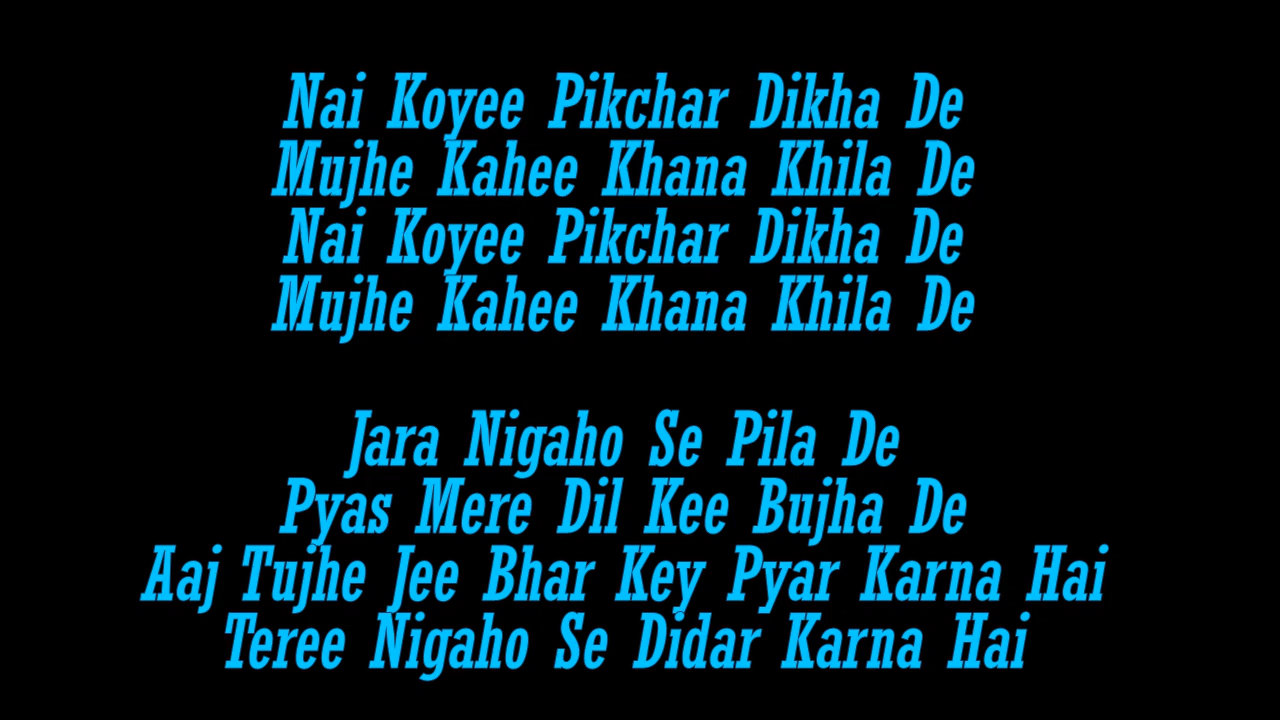 Nai Koyee Pikchar Dikha De
Mujhe Kahee Khana Khila De
Nai Koyee Pikchar Dikha De
Mujhe Kahee Khana Khila De
Jara Nigaho Se Pila De
Pyas Mere Dil Kee Bujha De
Aaj Tujhe Jee Bhar Key Pyar Karna Hai
Teree Nigaho Se Didar Karna Hai